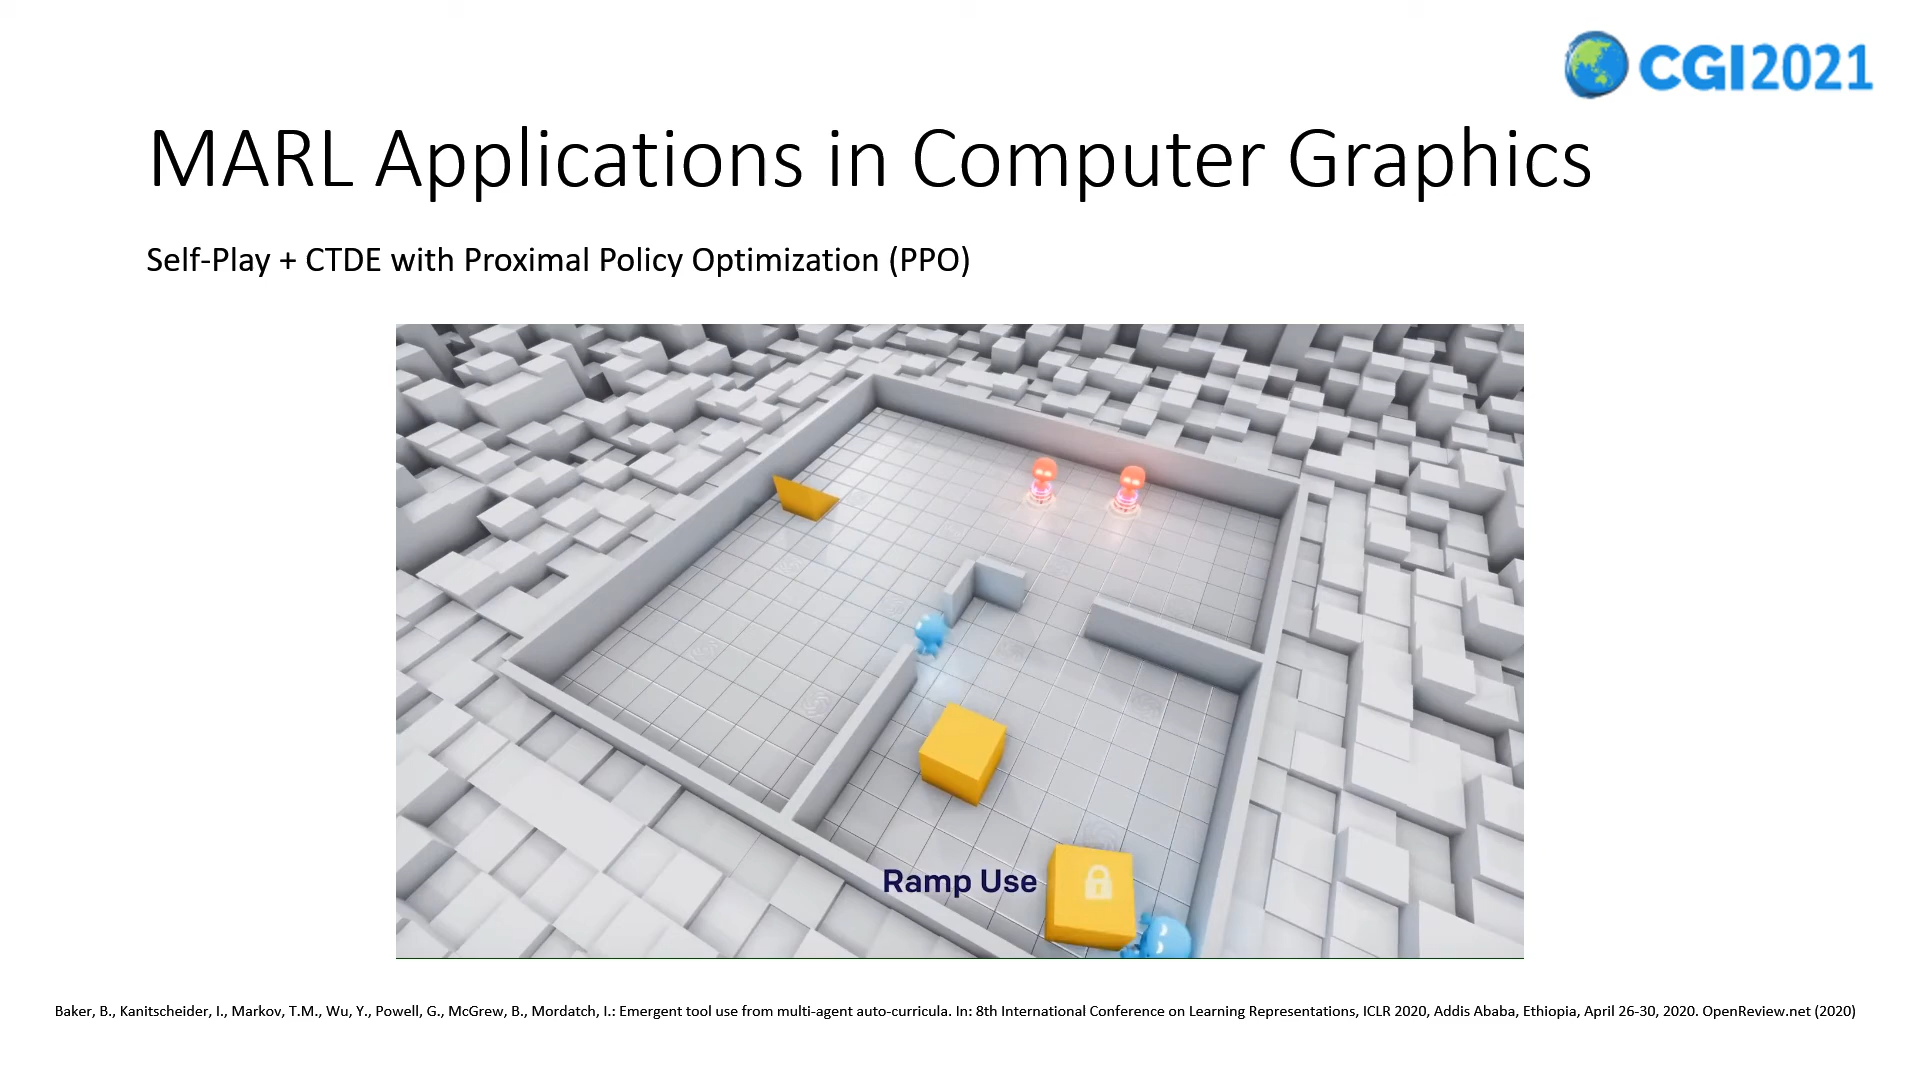 CGI2021
MARL Applications in Computer Graphics
Self-Play + CTDE with Proximal Policy Optimization (PPO)
Ramp Use
Baker, B., Kanitscheider, I., Markov, T.M., Wu, Y., Powell, G., McGrew, B., Mordatch, I.: Emergent tool use from multi-agent auto-curricula. In: 8th International Conference on Learning Representations, ICLR 2020, Addis Ababa, Ethiopia, April 26-30, 2020. OpenReview.net (2020)